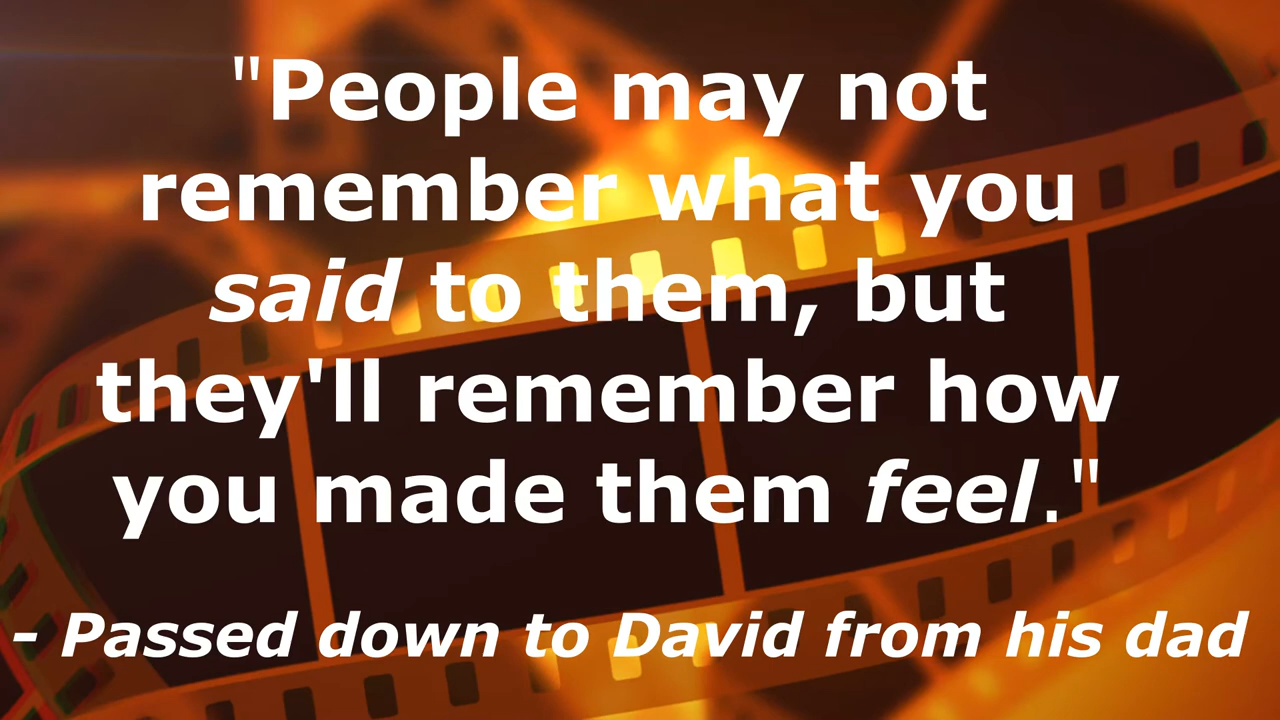 "People may not
remember what you
said to them, but
they'll remember how
you made them feel."
- Passed down to David from his dad